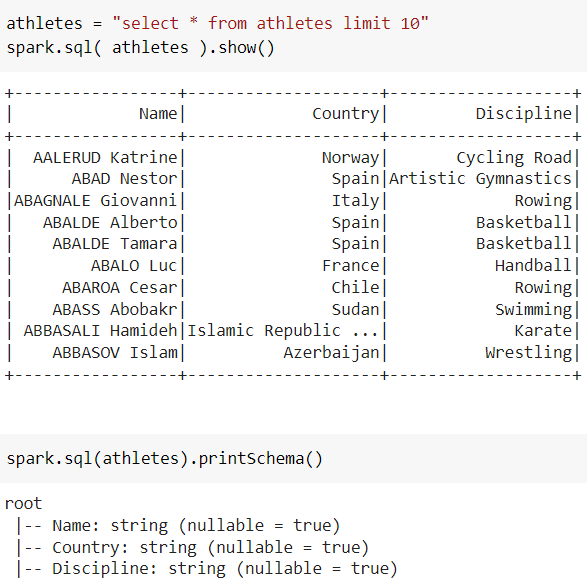 athletes = "select * from athletes limit 10"
spark.sql( athletes ).show()
+-----------------+--------------------+-------------------+
|             Name|             Country|         Discipline|
+-----------------+--------------------+-------------------+
|  AALERUD Katrine|              Norway|       Cycling Road|
|      ABAD Nestor|               Spain|Artistic Gymnastics|
|ABAGNALE Giovanni|               Italy|             Rowing|
|   ABALDE Alberto|               Spain|         Basketball|
|    ABALDE Tamara|               Spain|         Basketball|
|        ABALO Luc|              France|           Handball|
|     ABAROA Cesar|               Chile|             Rowing|
|    ABASS Abobakr|               Sudan|           Swimming|
| ABBASALI Hamideh|Islamic Republic ...|             Karate|
|    ABBASOV Islam|          Azerbaijan|          Wrestling|
+-----------------+--------------------+-------------------+
spark.sql(athletes).printSchema()
root
 |-- Name: string (nullable = true)
 |-- Country: string (nullable = true)
 |-- Discipline: string (nullable = true)